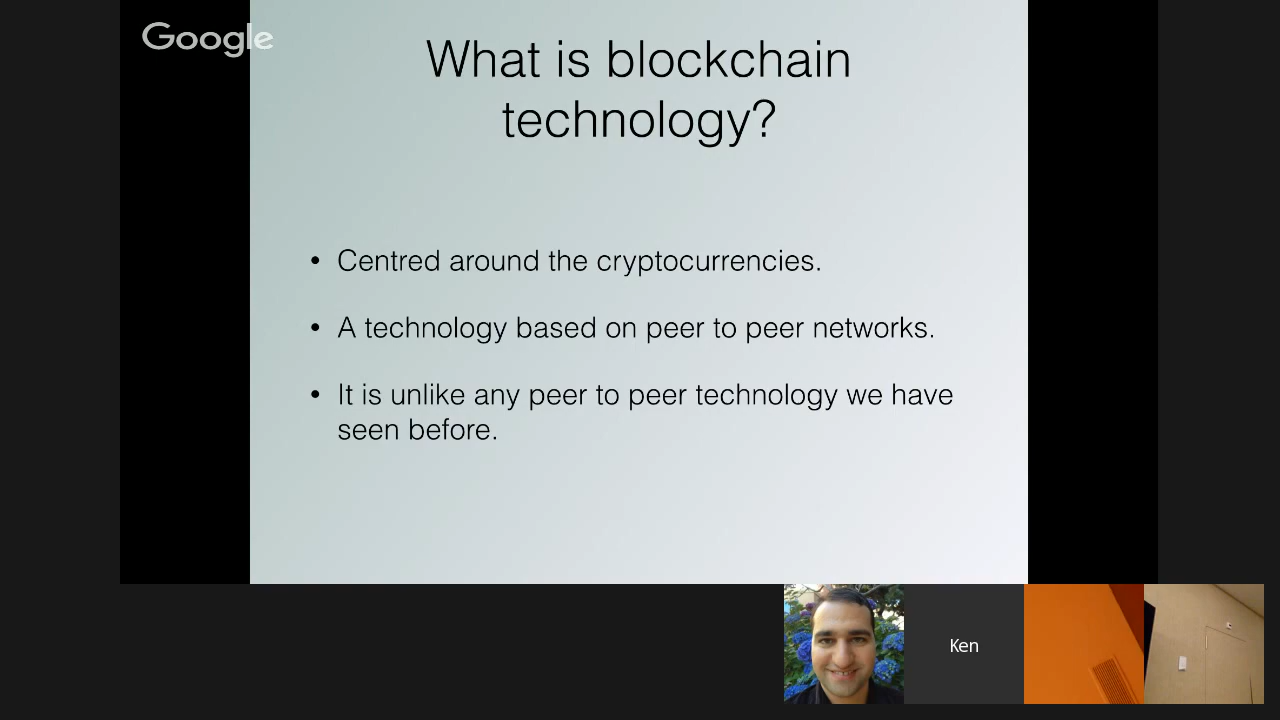 Google
What is blockchain
technology?
• Centred around the cryptocurrencies.
• A technology based on peer to peer networks.
• It is unlike any peer to peer technology we have
seen before.
Ken